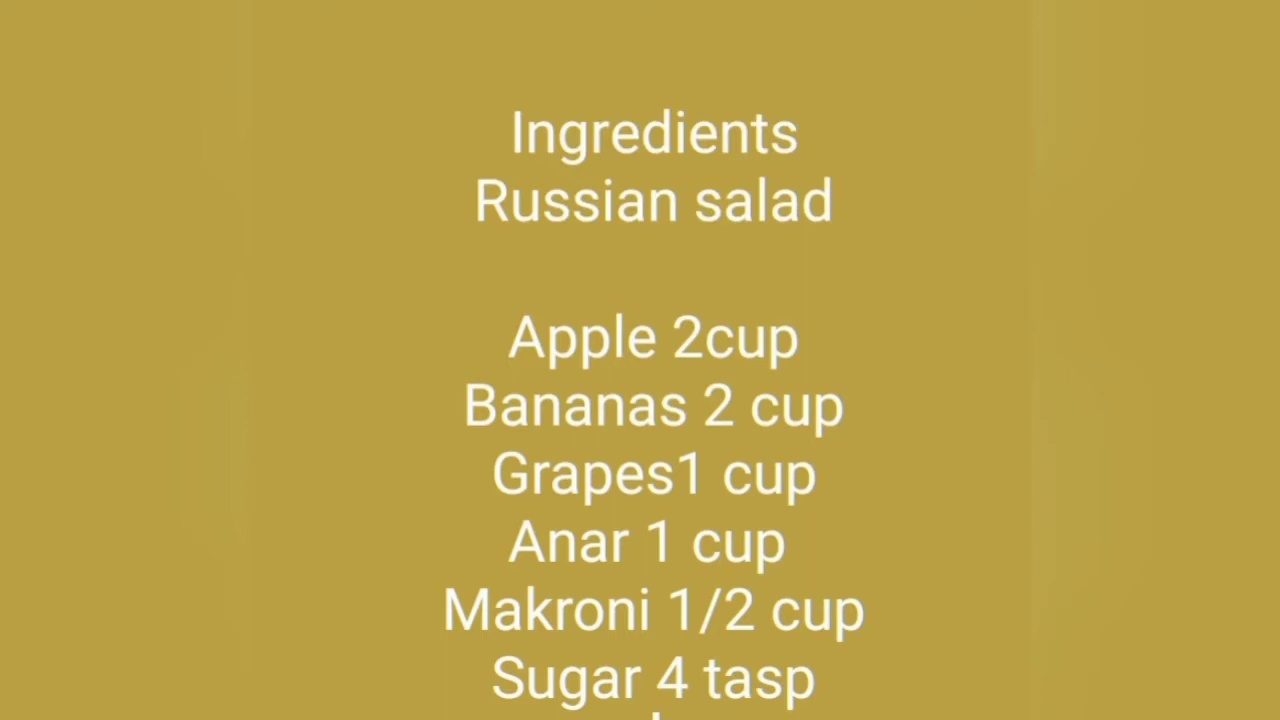 Ingredients
Russian salad
Apple 2cup
Bananas 2 cup
Grapes1 cup
Anar 1 cup
Makroni 1/2 cup
Sugar 4 tasp